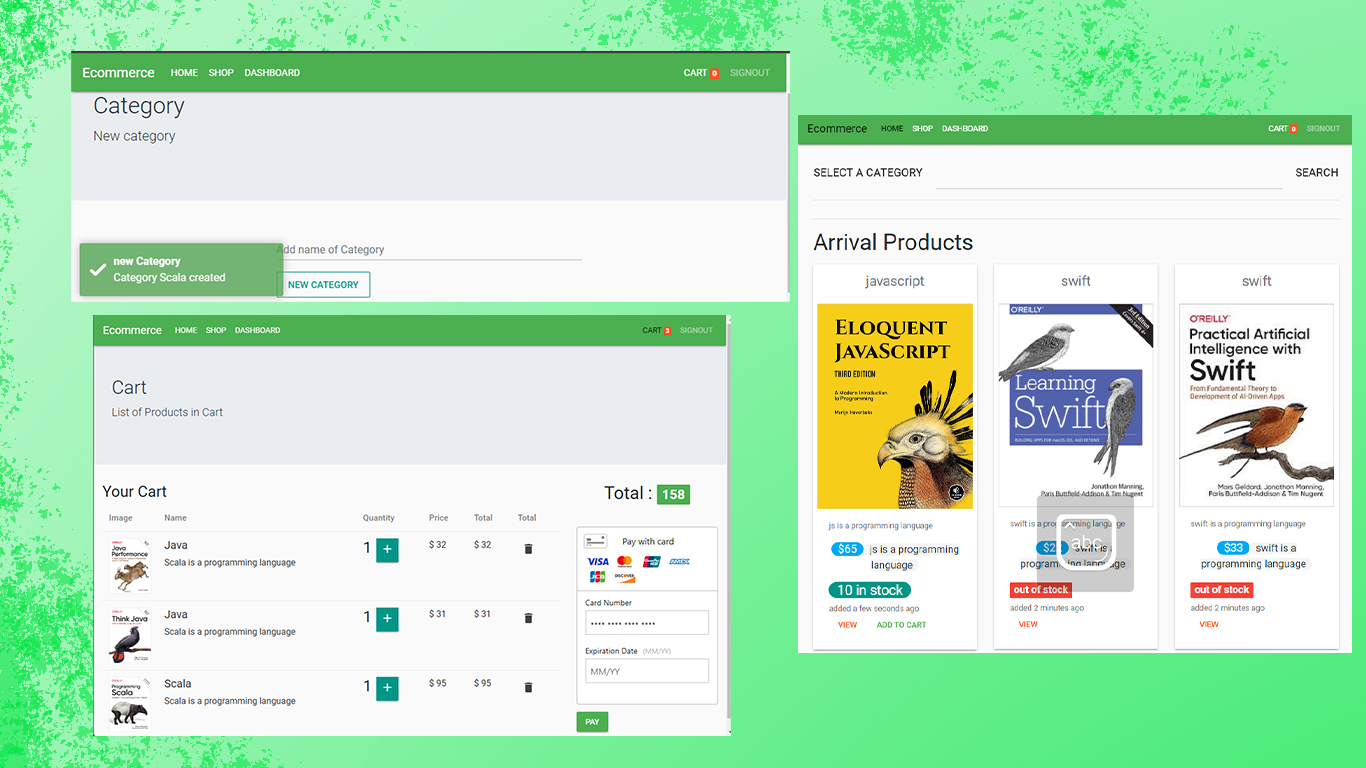 Ecommerce HOME SHOP DASHBOARD CART 0 SIGNOUT
Category
New category
Add name of Category
new Category
Category Scala created
NEW CATEGORY
Ecommerce HOME SHOP DASHBOARD CART 3 SIGNOUT
Cart
List of Products in Cart
Your Cart
Total : 158
Image Name Quantity Price Total Total
Java Performance
Java
Scala is a programming language
1 + $ 32 $ 32
Think Java
Java
Scala is a programming language
1 + $ 31 $ 31
Programming Scala
Scala
Scala is a programming language
1 + $ 95 $ 95
Pay with card
VISA
AMEX
JCB DISCOVER
Card Number
•••• •••• •••• ••••
Expiration Date (MM/YY)
MM/YY
PAY
Ecommerce HOME SHOP DASHBOARD CART 0 SIGNOUT
SELECT A CATEGORY SEARCH
Arrival Products
javascript
ELOQUENT
JAVASCRIPT
THIRD EDITION
A Modern Introduction
to Programming
Marijn Haverbeke
js is a programming language
$65 js is a programming
language
10 in stock
added a few seconds ago
VIEW ADD TO CART
swift
O'REILLY
3rd Edition
Learning
Swift
BUILDING APPS FOR MACOS, IOS, AND BEYOND
Jonathon Manning,
Paris Buttfield-Addison & Tim Nugent
swift is a programming language
swift is a
programming language
abc
out of stock
added 2 minutes ago
VIEW
swift
O'REILLY
Practical Artificial
Intelligence with
Swift
From Fundamental Theory to
Development of AI-Driven Apps
Mars Geldard, Jonathon Manning,
Paris Buttfield-Addison & Tim Nugent
swift is a programming language
$33 swift is a
programming language
out of stock
added 2 minutes ago
VIEW